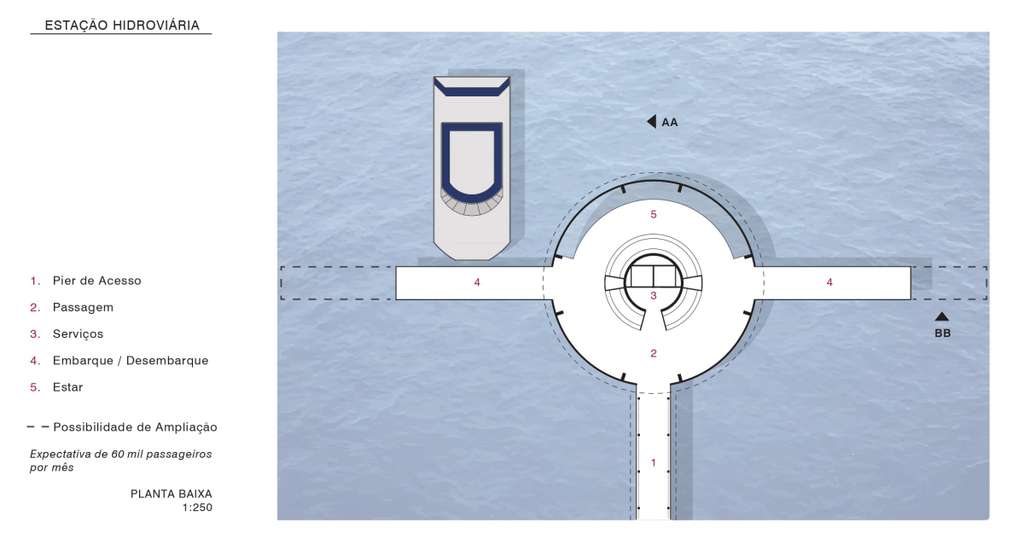 ESTAÇÃO HIDROVIÁRIA
1. Pier de Acesso
2. Passagem
3. Serviços
4. Embarque / Desembarque
5. Estar
Possibilidade de Ampliação
Expectativa de 60 mil passageiros
por mês
PLANTA BAIXA
1:250
AA
5
4
3
4
BB
2
1